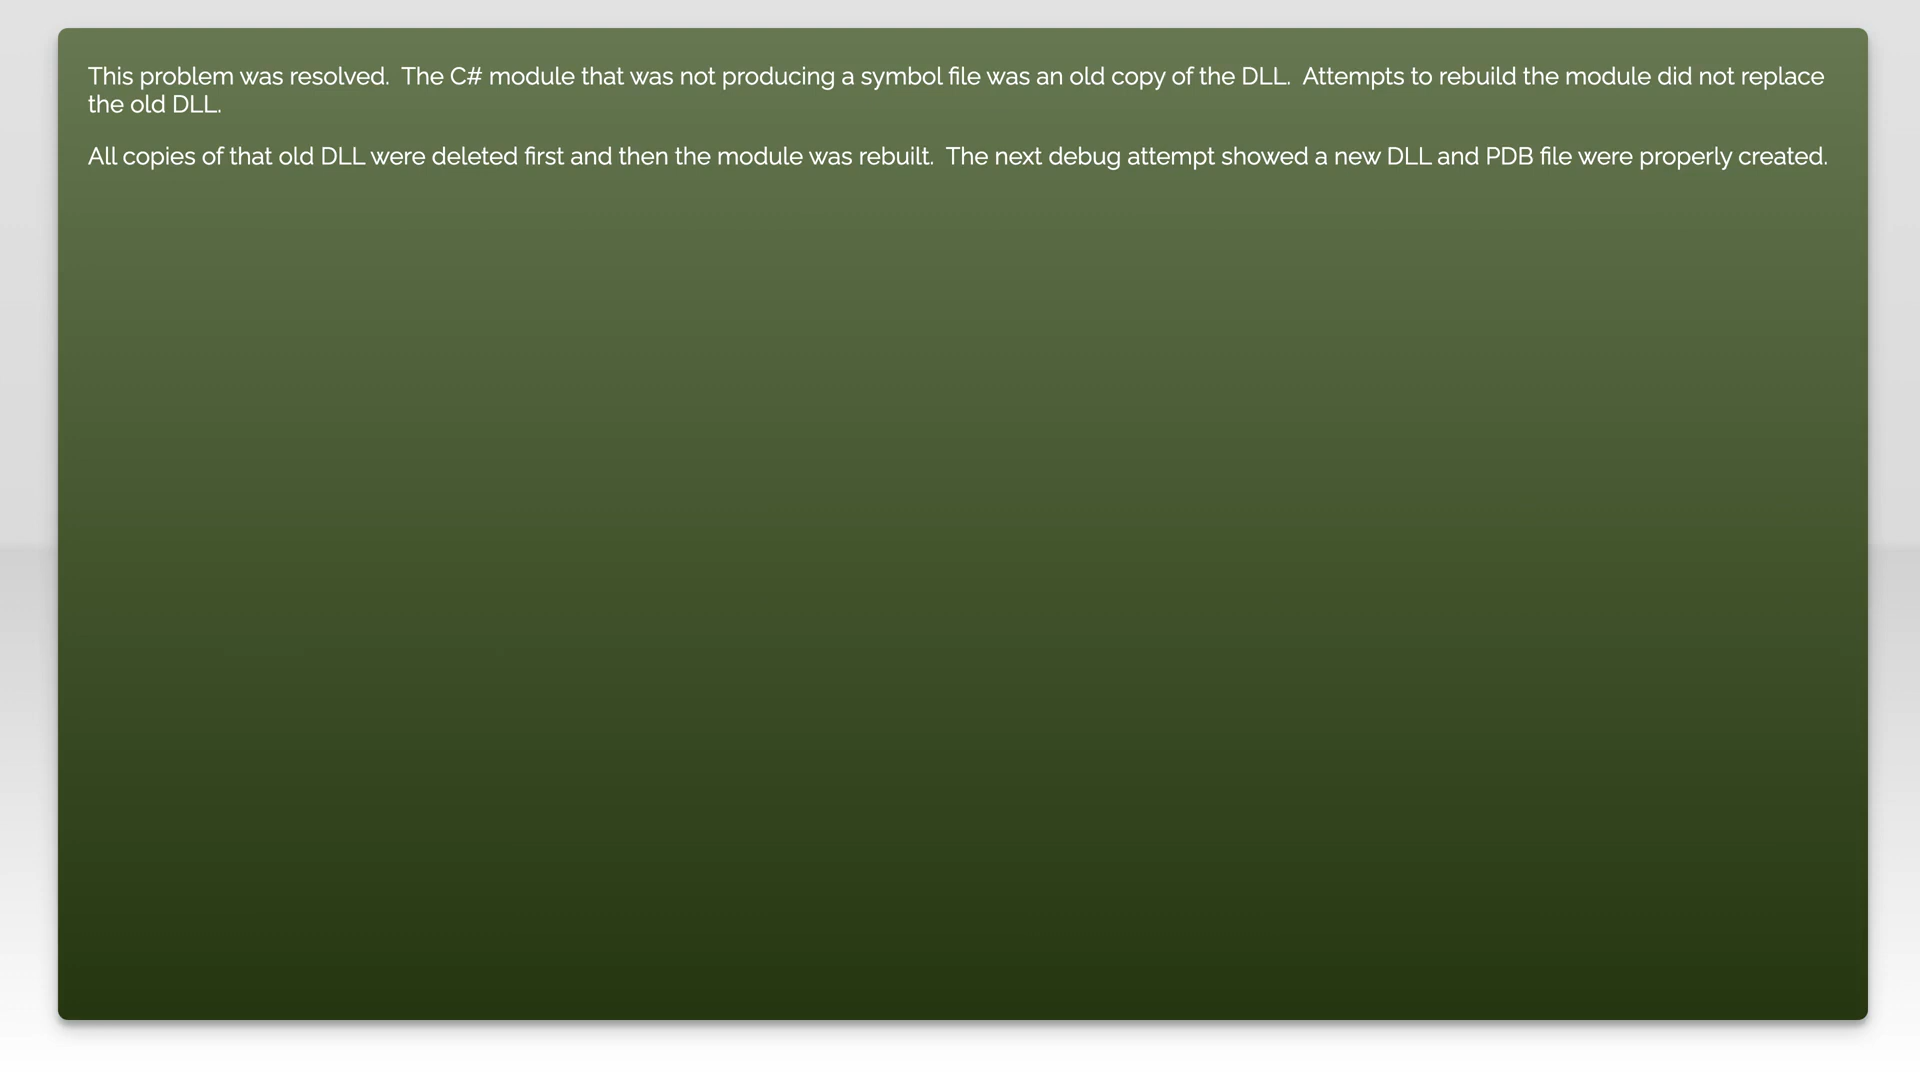 This problem was resolved.  The C# module that was not producing a symbol file was an old copy of the DLL.  Attempts to rebuild the module did not replace
the old DLL.
All copies of that old DLL were deleted first and then the module was rebuilt.  The next debug attempt showed a new DLL and PDB file were properly created.